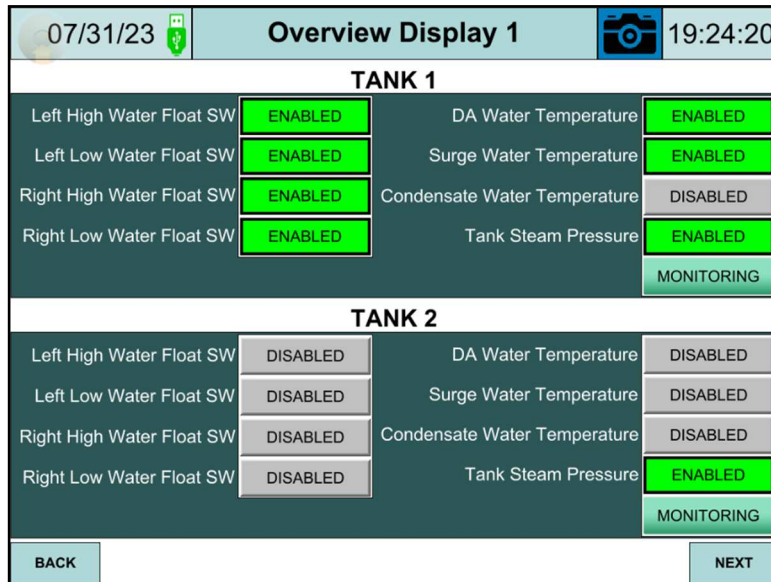 07/31/23 Overview Display 1 19:24:20
TANK 1
Left High Water Float SW ENABLED DA Water Temperature ENABLED
Left Low Water Float SW ENABLED Surge Water Temperature ENABLED
Right High Water Float SW ENABLED Condensate Water Temperature DISABLED
Right Low Water Float SW ENABLED Tank Steam Pressure ENABLED
MONITORING
TANK 2
Left High Water Float SW DISABLED DA Water Temperature DISABLED
Left Low Water Float SW DISABLED Surge Water Temperature DISABLED
Right High Water Float SW DISABLED Condensate Water Temperature DISABLED
Right Low Water Float SW DISABLED Tank Steam Pressure ENABLED
MONITORING
BACK NEXT